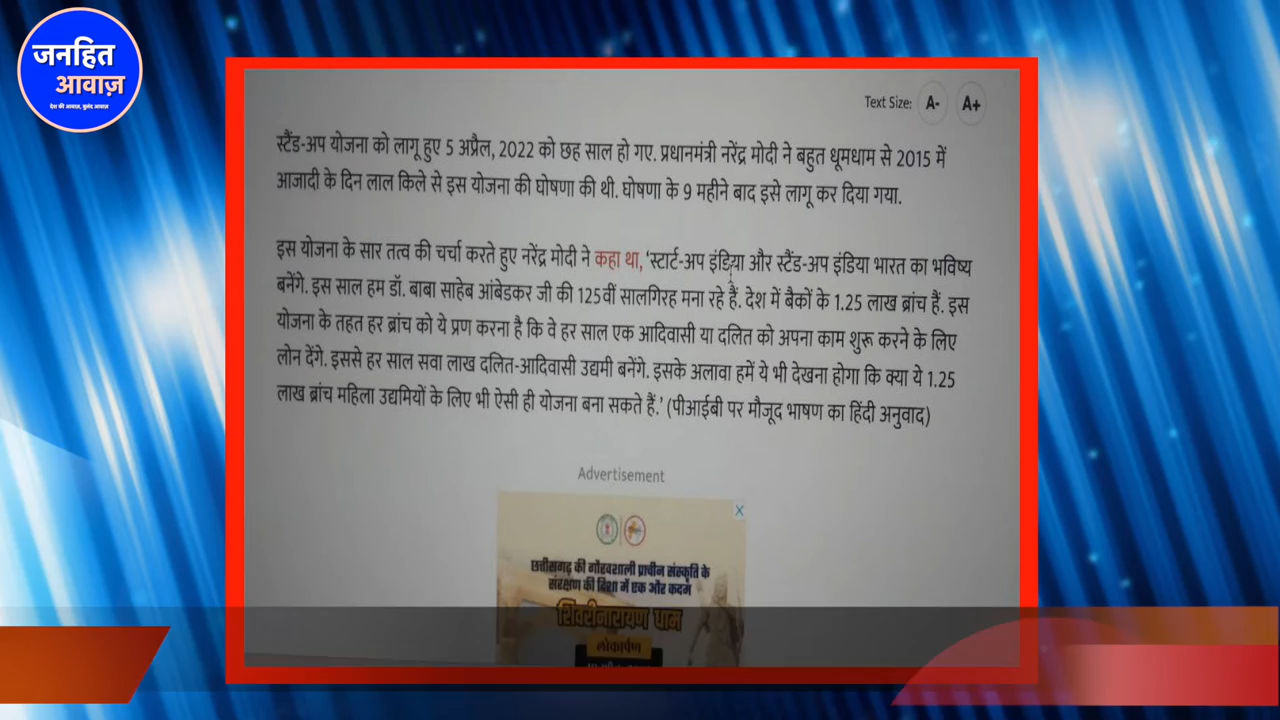 जनहित
आवाज़
देश की आवाज़, बुलंद आवाज़
Text Size: A- A+
स्टैंड-अप योजना को लागू हुए 5 अप्रैल, 2022 को छह साल हो गए. प्रधानमंत्री नरेंद्र मोदी ने बहुत धूमधाम से 2015 में
आजादी के दिन लाल किले से इस योजना की घोषणा की थी. घोषणा के 9 महीने बाद इसे लागू कर दिया गया.
इस योजना के सार तत्व की चर्चा करते हुए नरेंद्र मोदी ने कहा था, ‘स्टार्ट-अप इंडिया और स्टैंड-अप इंडिया भारत का भविष्य
बनेंगे. इस साल हम डॉ. बाबा साहेब आंबेडकर जी की 125वीं सालगिरह मना रहे हैं. देश में बैकों के 1.25 लाख ब्रांच हैं. इस
योजना के तहत हर ब्रांच को ये प्रण करना है कि वे हर साल एक आदिवासी या दलित को अपना काम शुरू करने के लिए
लोन देंगे. इससे हर साल सवा लाख दलित-आदिवासी उद्यमी बनेंगे. इसके अलावा हमें ये भी देखना होगा कि क्या ये 1.25
लाख ब्रांच महिला उद्यमियों के लिए भी ऐसी ही योजना बना सकते हैं.’ (पीआईबी पर मौजूद भाषण का हिंदी अनुवाद)
Advertisement
छत्तीसगढ़ की गौरवशाली प्राचीन संस्कृति के
संरक्षण की दिशा में एक और कदम
शिवरीनारायण धाम
लोकार्पण